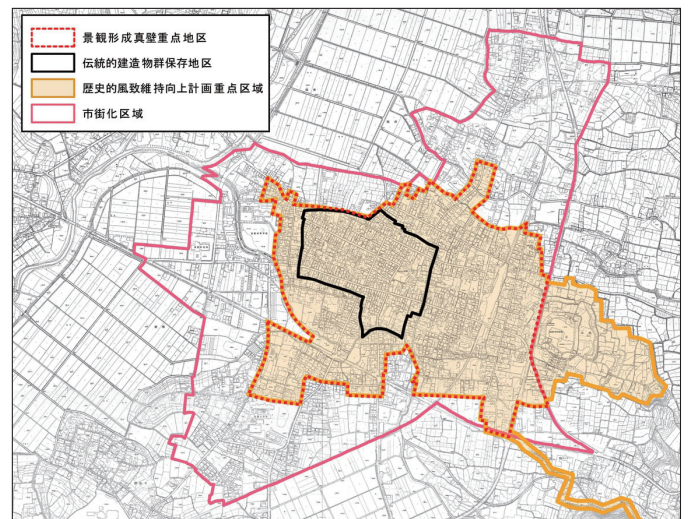 景観形成真壁重点地区
伝統的建造物群保存地区
歴史的風致維持向上計画重点区域
市街化区域